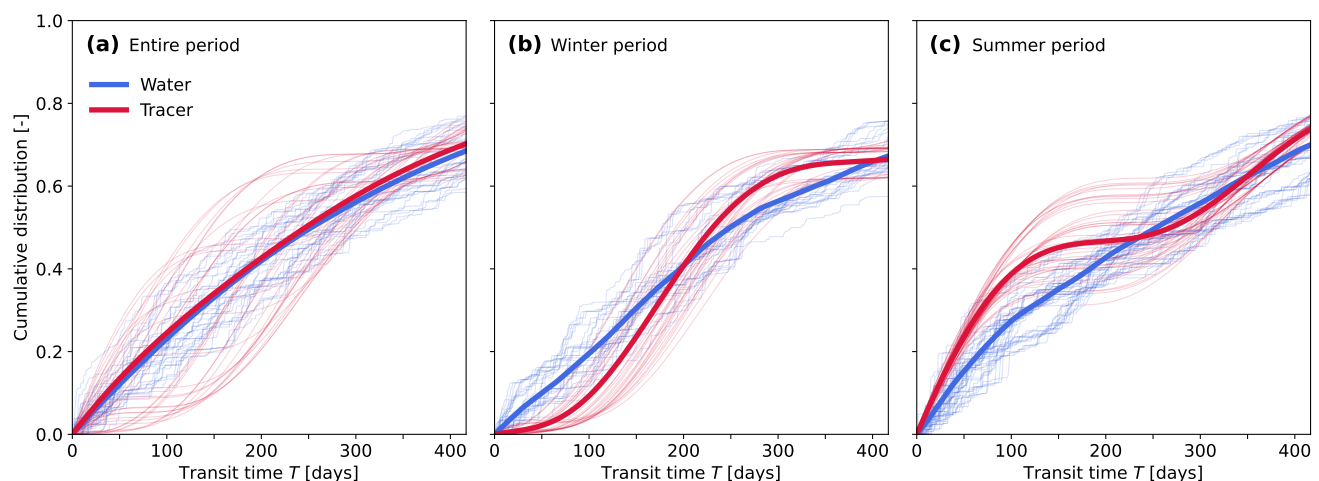 1.0
0.8
0.6
0.4
0.2
0.0
Cumulative distribution [-]
(a) Entire period
Water
Tracer
0 100 200 300 400
Transit time T [days]
(b) Winter period
0 100 200 300 400
Transit time T [days]
(c) Summer period
0 100 200 300 400
Transit time T [days]